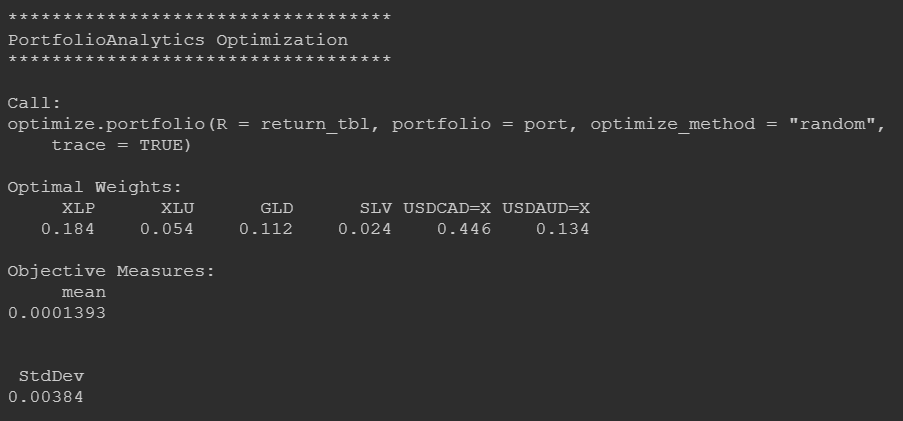 ***********************************
PortfolioAnalytics Optimization
***********************************
Call:
optimize.portfolio(R = return_tbl, portfolio = port, optimize_method = "random",
    trace = TRUE)
Optimal Weights:
     XLP      XLU      GLD      SLV USDCAD=X USDAUD=X
   0.184    0.054    0.112    0.024    0.446    0.134
Objective Measures:
     mean
0.0001393
 StdDev
0.00384